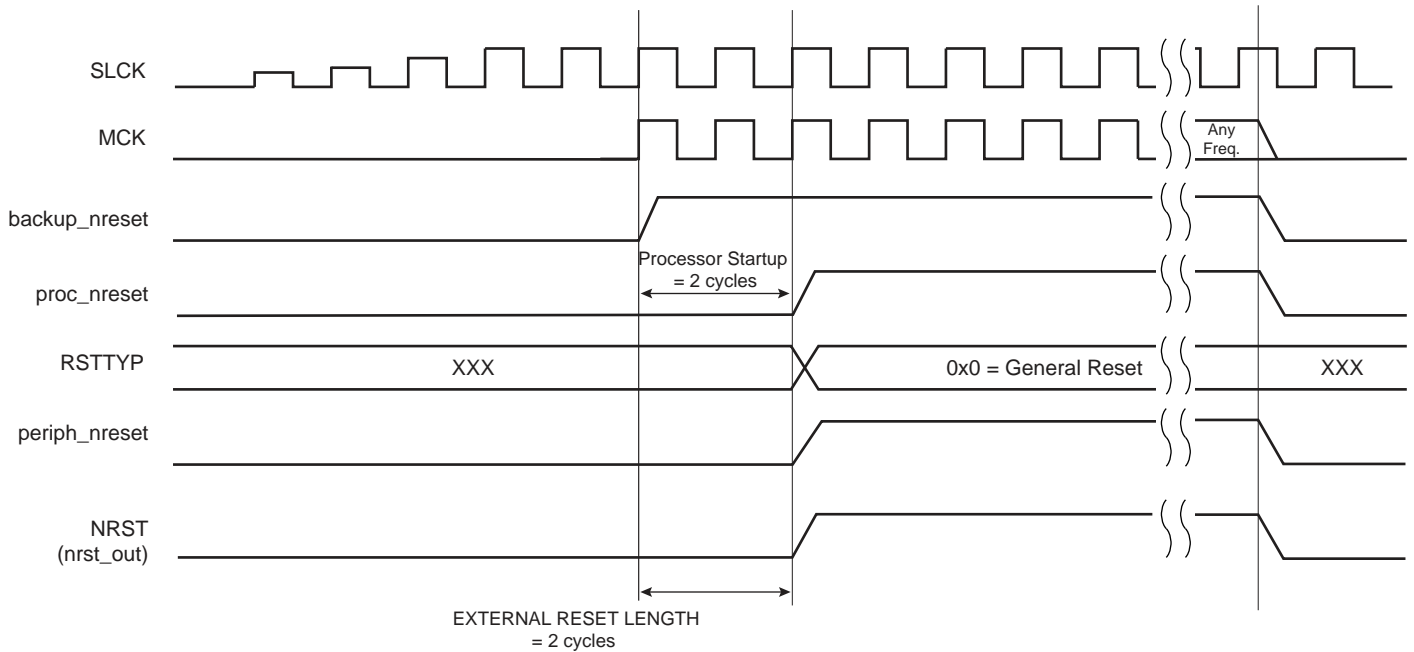 SLCK
MCK
Any
Freq.
backup_nreset
Processor Startup
= 2 cycles
proc_nreset
RSTTYP
XXX
0x0 = General Reset
XXX
periph_nreset
NRST
(nrst_out)
EXTERNAL RESET LENGTH
= 2 cycles